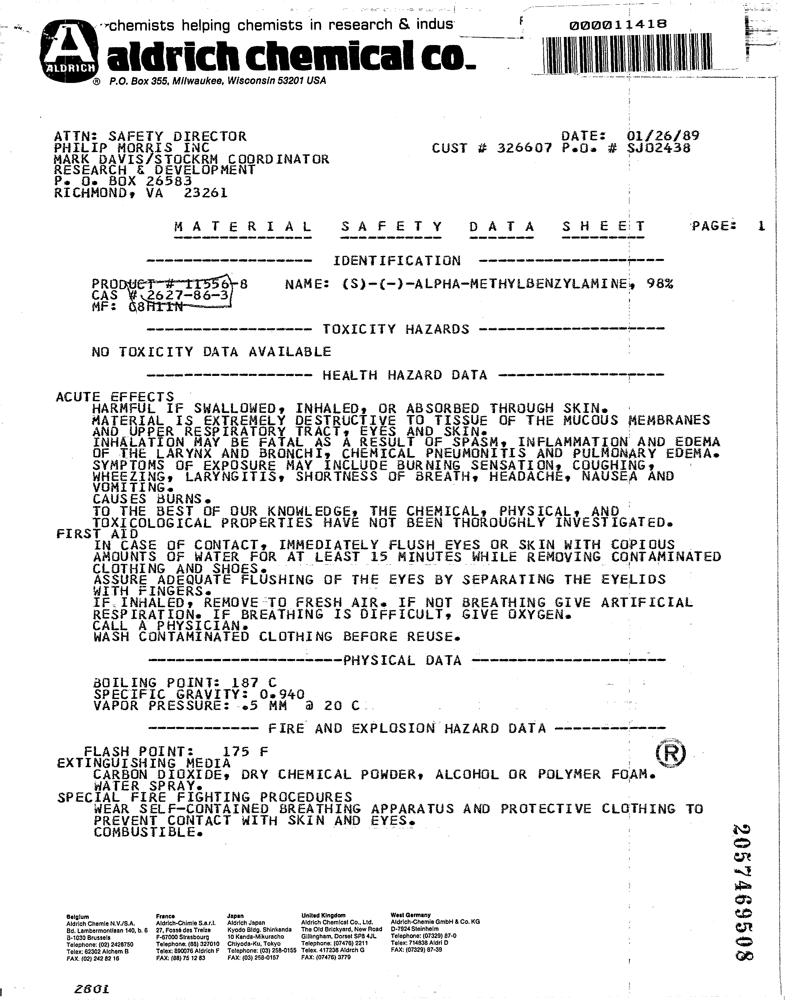 chemists helping chemists in research & indus
000011418
ALDRICH
aldrich chemical co.
® P.O. Box 355, Milwaukee, Wisconsin 53201 USA
ATTN: SAFETY DIRECTOR
PHILIP MORRIS INC
MARK DAVIS/STOCKRM COORDINATOR
RESEARCH & DEVELOPMENT
P. O. BOX 26583
RICHMOND, VA 23261
DATE: 01/26/89
CUST # 326607 P.O. # SJ02438
M A T E R I A L S A F E T Y D A T A S H E E T PAGE: 1
------------------ IDENTIFICATION --------------------
PRODUCT # 11556-8 NAME: (S)-(-)-ALPHA-METHYLBENZYLAMINE, 98%
CAS # 2627-86-3
MF: C8H11N
------------------ TOXICITY HAZARDS --------------------
NO TOXICITY DATA AVAILABLE
------------------ HEALTH HAZARD DATA ------------------
ACUTE EFFECTS
HARMFUL IF SWALLOWED, INHALED, OR ABSORBED THROUGH SKIN.
MATERIAL IS EXTREMELY DESTRUCTIVE TO TISSUE OF THE MUCOUS MEMBRANES
AND UPPER RESPIRATORY TRACT, EYES AND SKIN.
INHALATION MAY BE FATAL AS A RESULT OF SPASM, INFLAMMATION AND EDEMA
OF THE LARYNX AND BRONCHI, CHEMICAL PNEUMONITIS AND PULMONARY EDEMA.
SYMPTOMS OF EXPOSURE MAY INCLUDE BURNING SENSATION, COUGHING,
WHEEZING, LARYNGITIS, SHORTNESS OF BREATH, HEADACHE, NAUSEA AND
VOMITING.
CAUSES BURNS.
TO THE BEST OF OUR KNOWLEDGE, THE CHEMICAL, PHYSICAL, AND
TOXICOLOGICAL PROPERTIES HAVE NOT BEEN THOROUGHLY INVESTIGATED.
FIRST AID
IN CASE OF CONTACT, IMMEDIATELY FLUSH EYES OR SKIN WITH COPIOUS
AMOUNTS OF WATER FOR AT LEAST 15 MINUTES WHILE REMOVING CONTAMINATED
CLOTHING AND SHOES.
ASSURE ADEQUATE FLUSHING OF THE EYES BY SEPARATING THE EYELIDS
WITH FINGERS.
IF INHALED, REMOVE TO FRESH AIR. IF NOT BREATHING GIVE ARTIFICIAL
RESPIRATION. IF BREATHING IS DIFFICULT, GIVE OXYGEN.
CALL A PHYSICIAN.
WASH CONTAMINATED CLOTHING BEFORE REUSE.
---------------------PHYSICAL DATA ---------------------
BOILING POINT: 187 C
SPECIFIC GRAVITY: 0.940
VAPOR PRESSURE: .5 MM @ 20 C
------------ FIRE AND EXPLOSION HAZARD DATA ------------
FLASH POINT: 175 F
®
EXTINGUISHING MEDIA
CARBON DIOXIDE, DRY CHEMICAL POWDER, ALCOHOL OR POLYMER FOAM.
WATER SPRAY.
SPECIAL FIRE FIGHTING PROCEDURES
WEAR SELF-CONTAINED BREATHING APPARATUS AND PROTECTIVE CLOTHING TO
PREVENT CONTACT WITH SKIN AND EYES.
COMBUSTIBLE.
2057469508
Belgium
Aldrich Chemie N.V./S.A.
Bd. Lambermontlaan 140, b. 6
B-1030 Brussels
Telephone: (02) 2428750
Telex: 62302 Alchem B
FAX. (02) 242 82 16
France
Aldrich-Chimie S.a.r.l.
27, Fossé des Treize
F-67000 Strasbourg
Telephone: (88) 327010
Telex: 890076 Aldrich F
FAX: (88) 75 12 83
Japan
Aldrich Japan
Kyodo Bldg. Shinkanda
10 Kanda-Mikuracho
Chiyoda-Ku, Tokyo
Telephone: (03) 258-0155
FAX: (03) 258-0157
United Kingdom
Aldrich Chemical Co., Ltd.
The Old Brickyard, New Road
Gillingham, Dorset SP8 4JL
Telephone: (07476) 2211
Telex. 417238 Aldrch G
FAX: (07476) 3779
West Germany
Aldrich-Chemie GmbH & Co. KG
D-7924 Steinheim
Telephone: (07329) 87-0
Telex: 714838 Aldri D
FAX: (07329) 87-39
2601